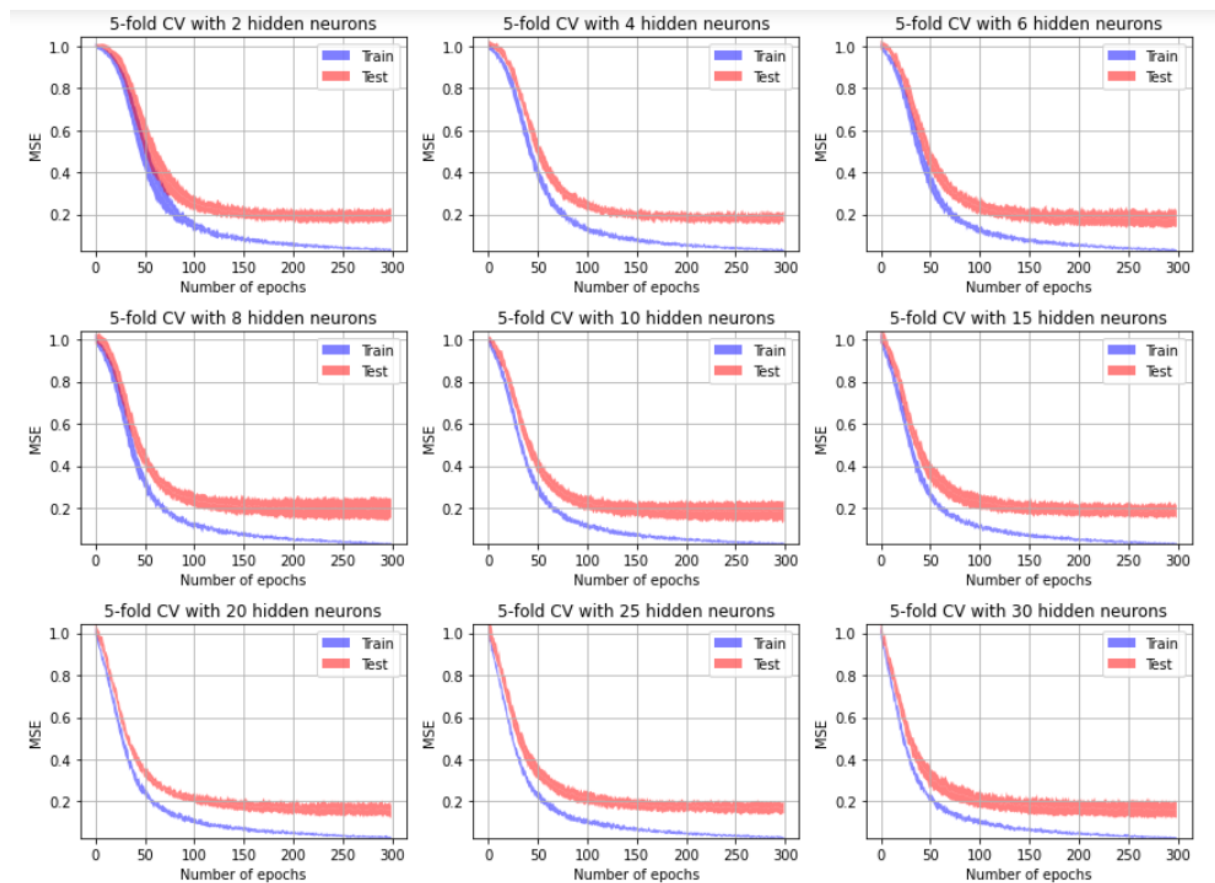 5-fold CV with 2 hidden neurons
1.0
0.8
0.6
0.4
0.2
MSE
Train
Test
0 50 100 150 200 250 300
Number of epochs
5-fold CV with 4 hidden neurons
1.0
0.8
0.6
0.4
0.2
MSE
Train
Test
0 50 100 150 200 250 300
Number of epochs
5-fold CV with 6 hidden neurons
1.0
0.8
0.6
0.4
0.2
MSE
Train
Test
0 50 100 150 200 250 300
Number of epochs
5-fold CV with 8 hidden neurons
1.0
0.8
0.6
0.4
0.2
MSE
Train
Test
0 50 100 150 200 250 300
Number of epochs
5-fold CV with 10 hidden neurons
1.0
0.8
0.6
0.4
0.2
MSE
Train
Test
0 50 100 150 200 250 300
Number of epochs
5-fold CV with 15 hidden neurons
1.0
0.8
0.6
0.4
0.2
MSE
Train
Test
0 50 100 150 200 250 300
Number of epochs
5-fold CV with 20 hidden neurons
1.0
0.8
0.6
0.4
0.2
MSE
Train
Test
0 50 100 150 200 250 300
Number of epochs
5-fold CV with 25 hidden neurons
1.0
0.8
0.6
0.4
0.2
MSE
Train
Test
0 50 100 150 200 250 300
Number of epochs
5-fold CV with 30 hidden neurons
1.0
0.8
0.6
0.4
0.2
MSE
Train
Test
0 50 100 150 200 250 300
Number of epochs